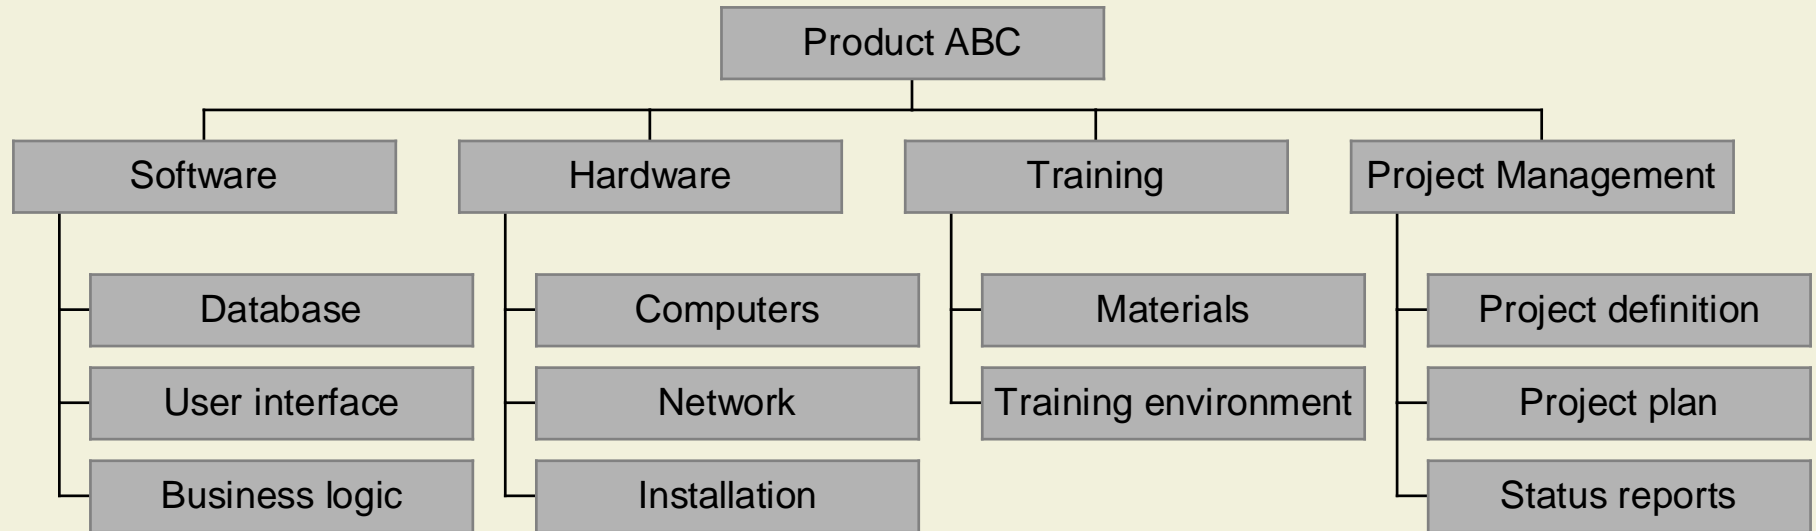 Product ABC
Software
Hardware
Training
Project Management
Database
Computers
Materials
Project definition
User interface
Network
Training environment
Project plan
Business logic
Installation
Status reports